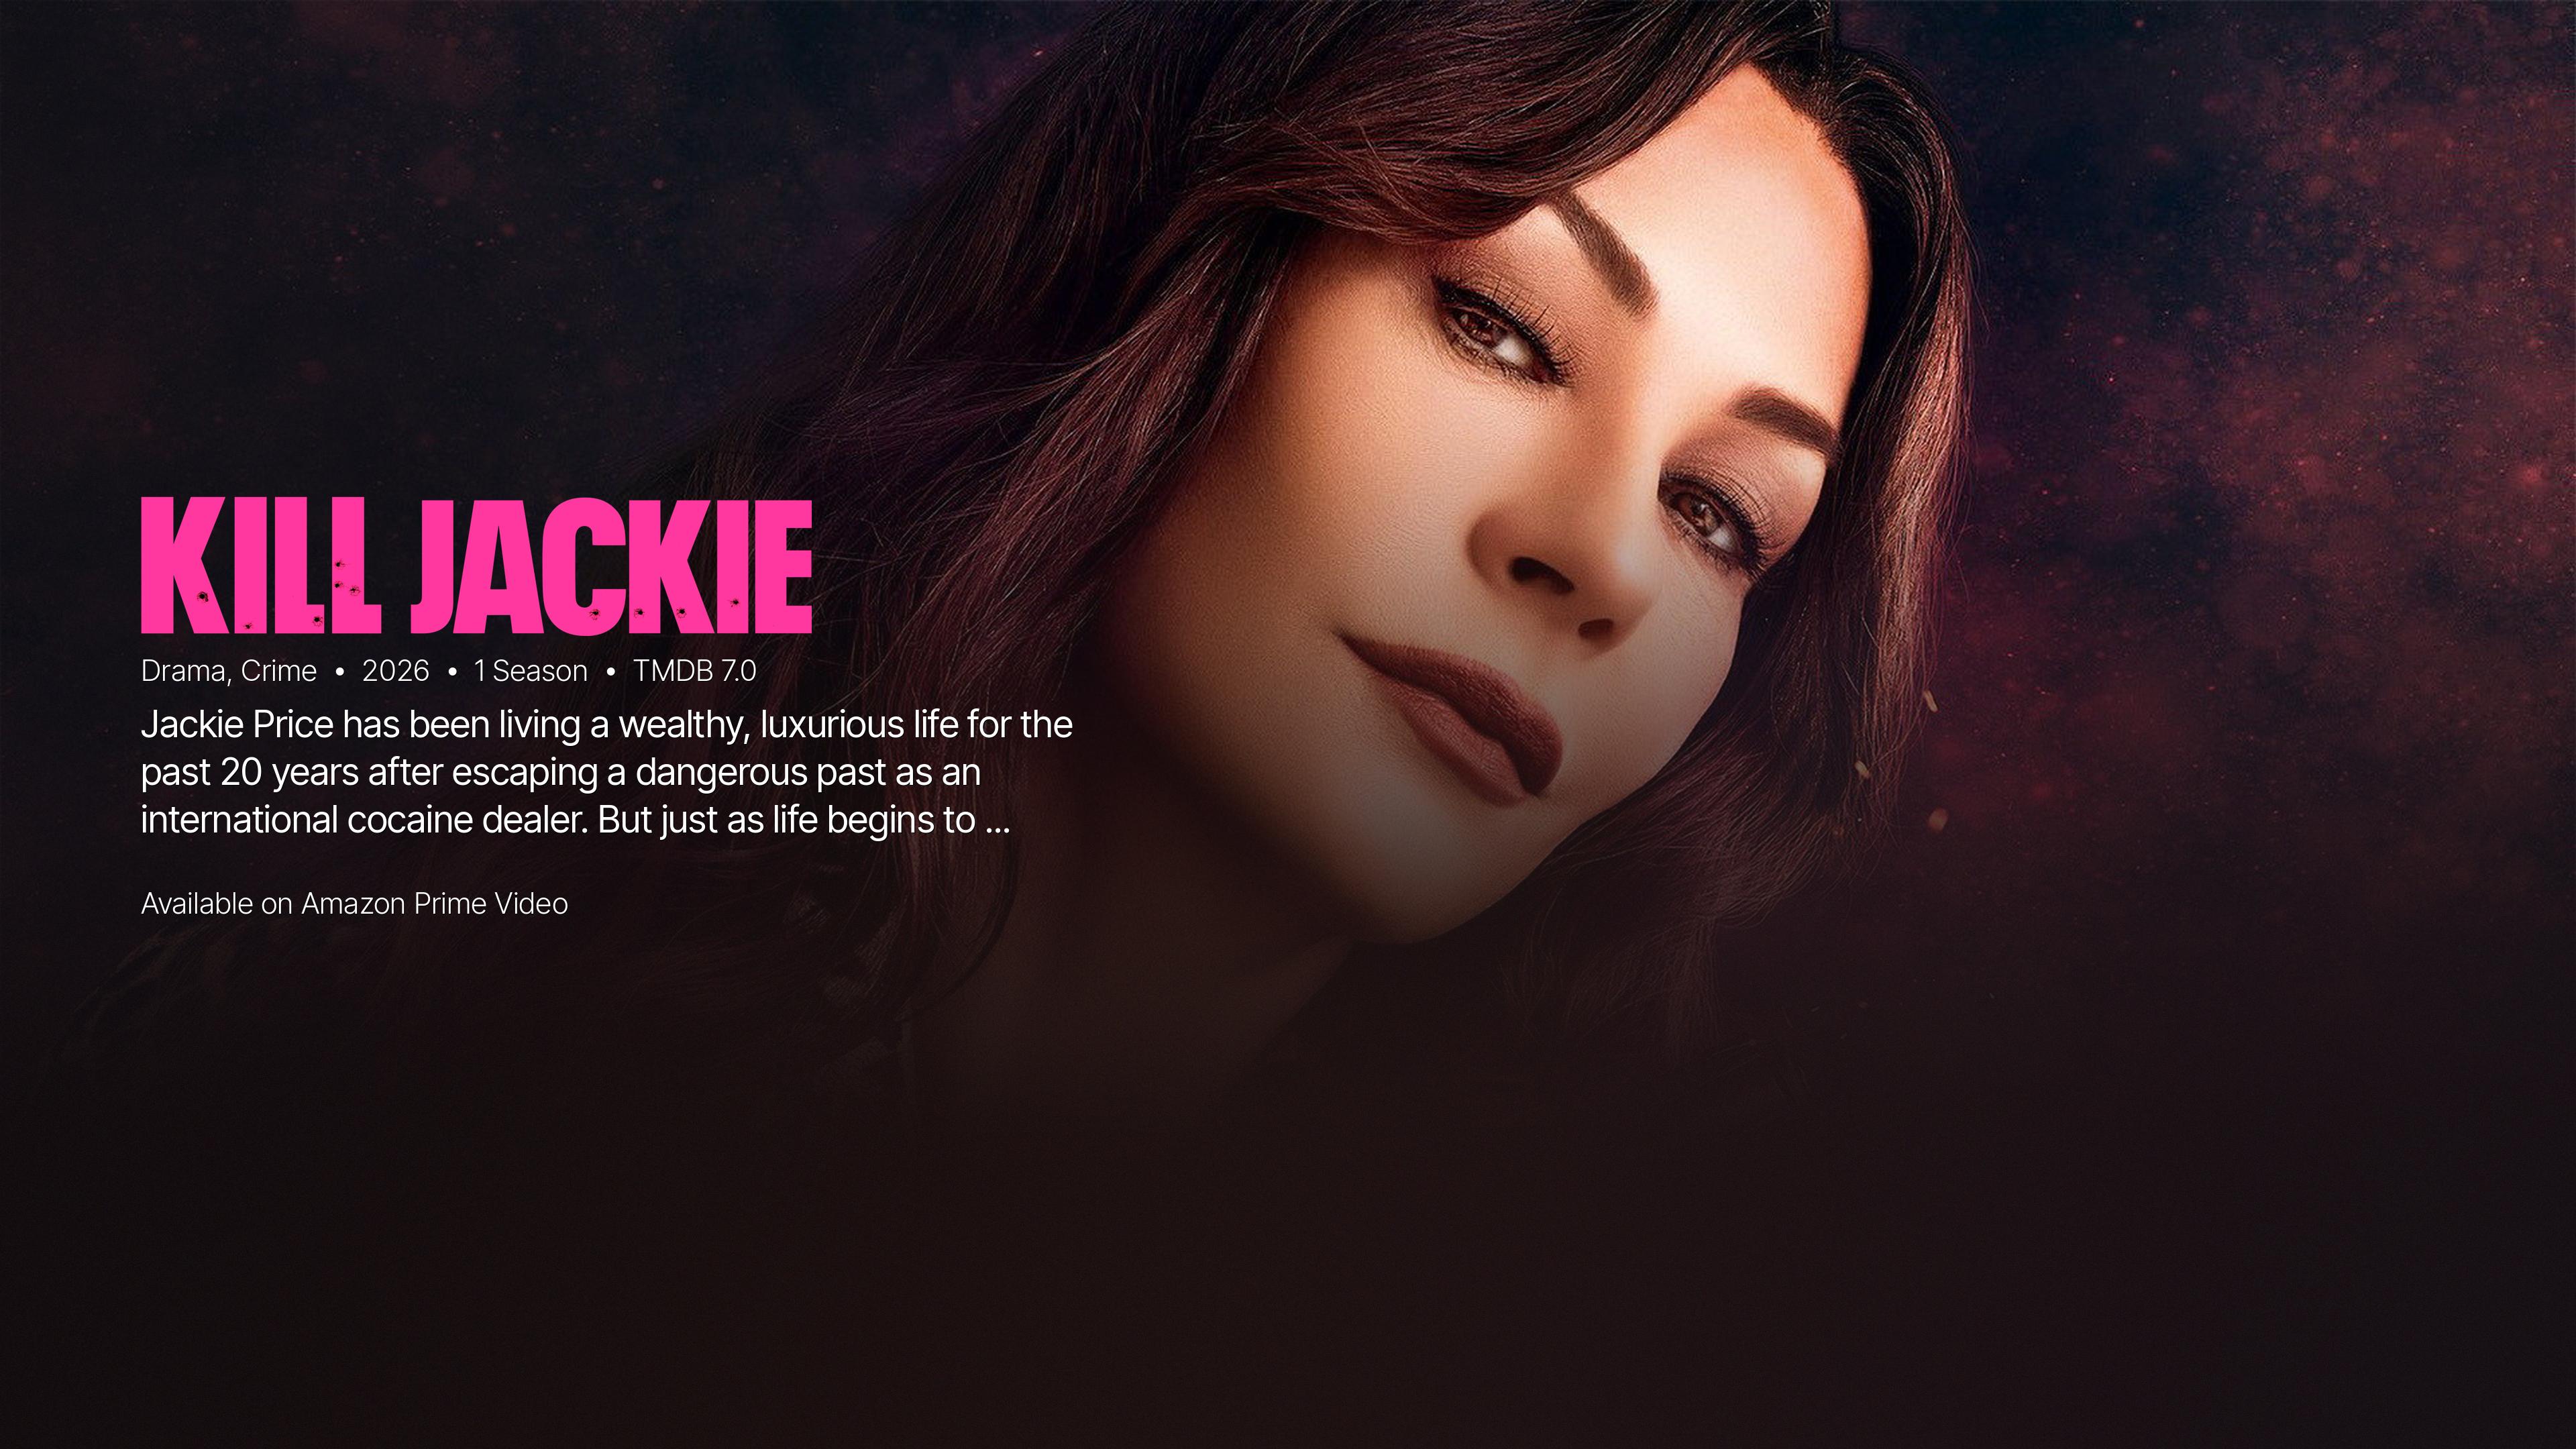 KILL JACKIE
Drama, Crime • 2026 • 1 Season • TMDB 7.0
Jackie Price has been living a wealthy, luxurious life for the
past 20 years after escaping a dangerous past as an
international cocaine dealer. But just as life begins to ...
Available on Amazon Prime Video